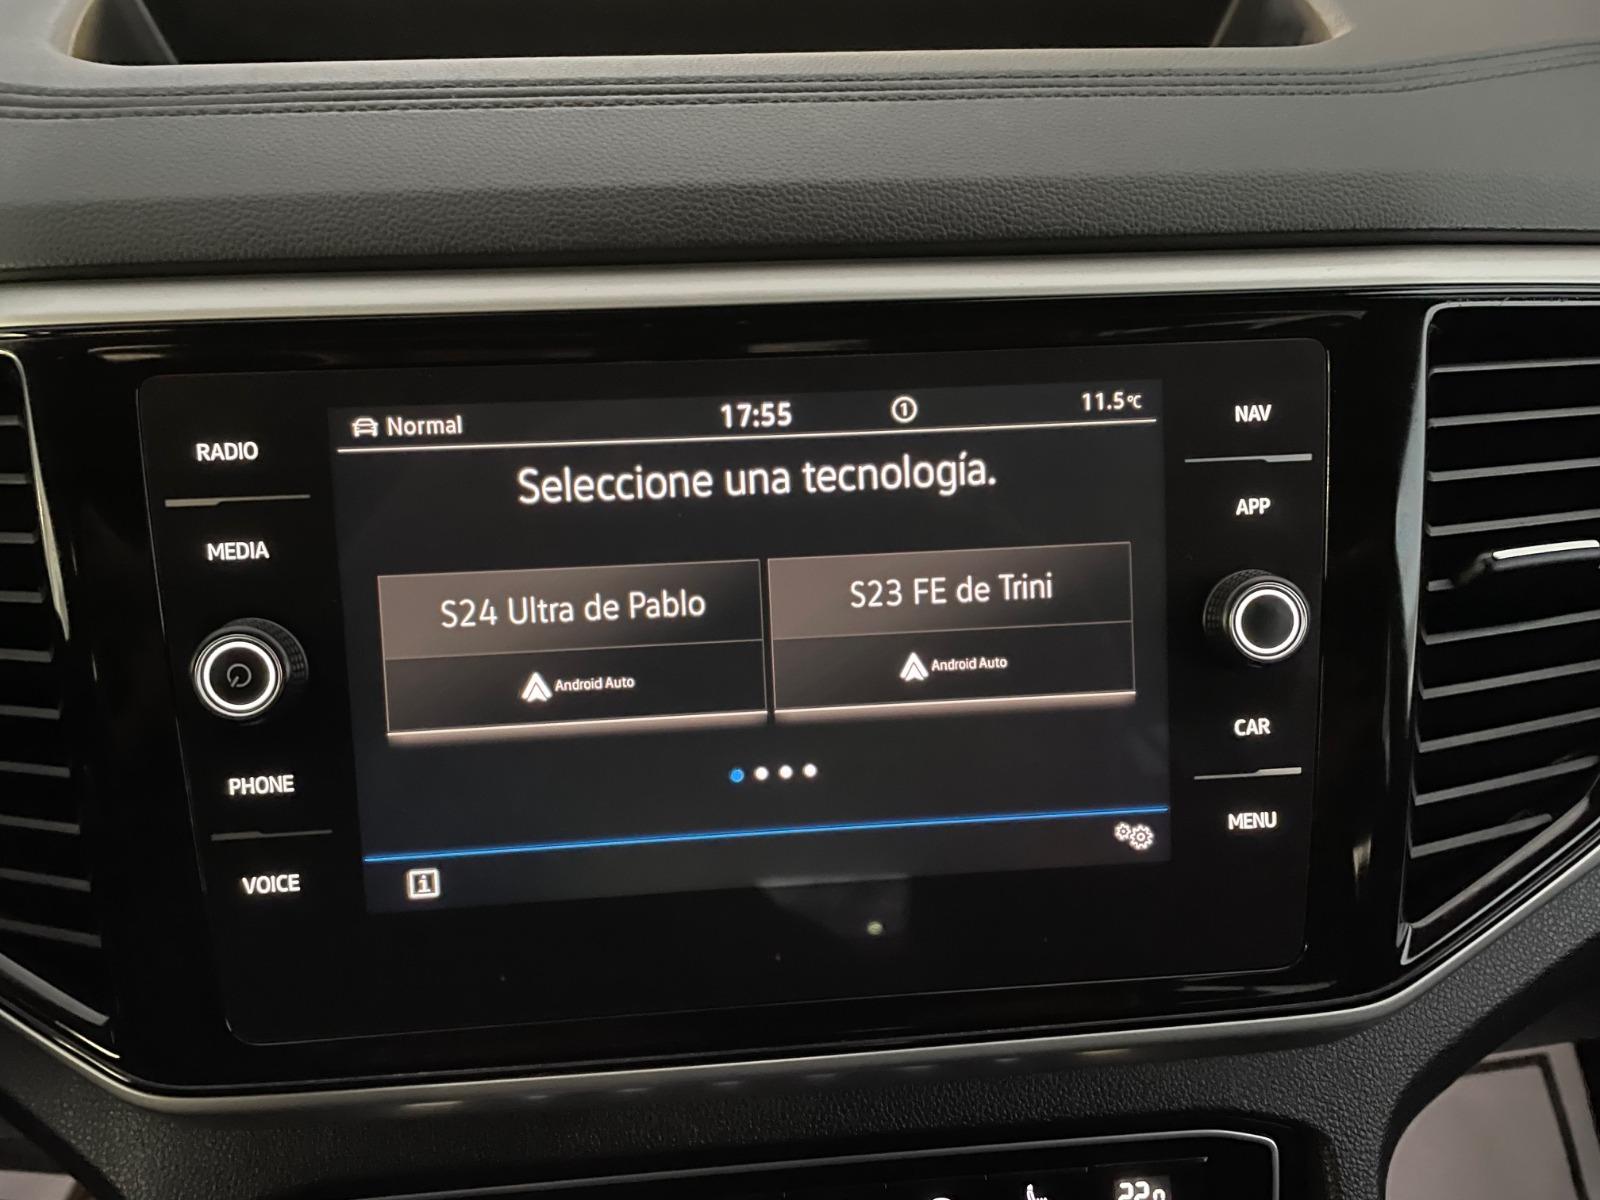 Normal 17:55 1 11.5°C
Seleccione una tecnología.
S24 Ultra de Pablo
Android Auto
S23 FE de Trini
Android Auto
i
RADIO
MEDIA
PHONE
VOICE
NAV
APP
CAR
MENU